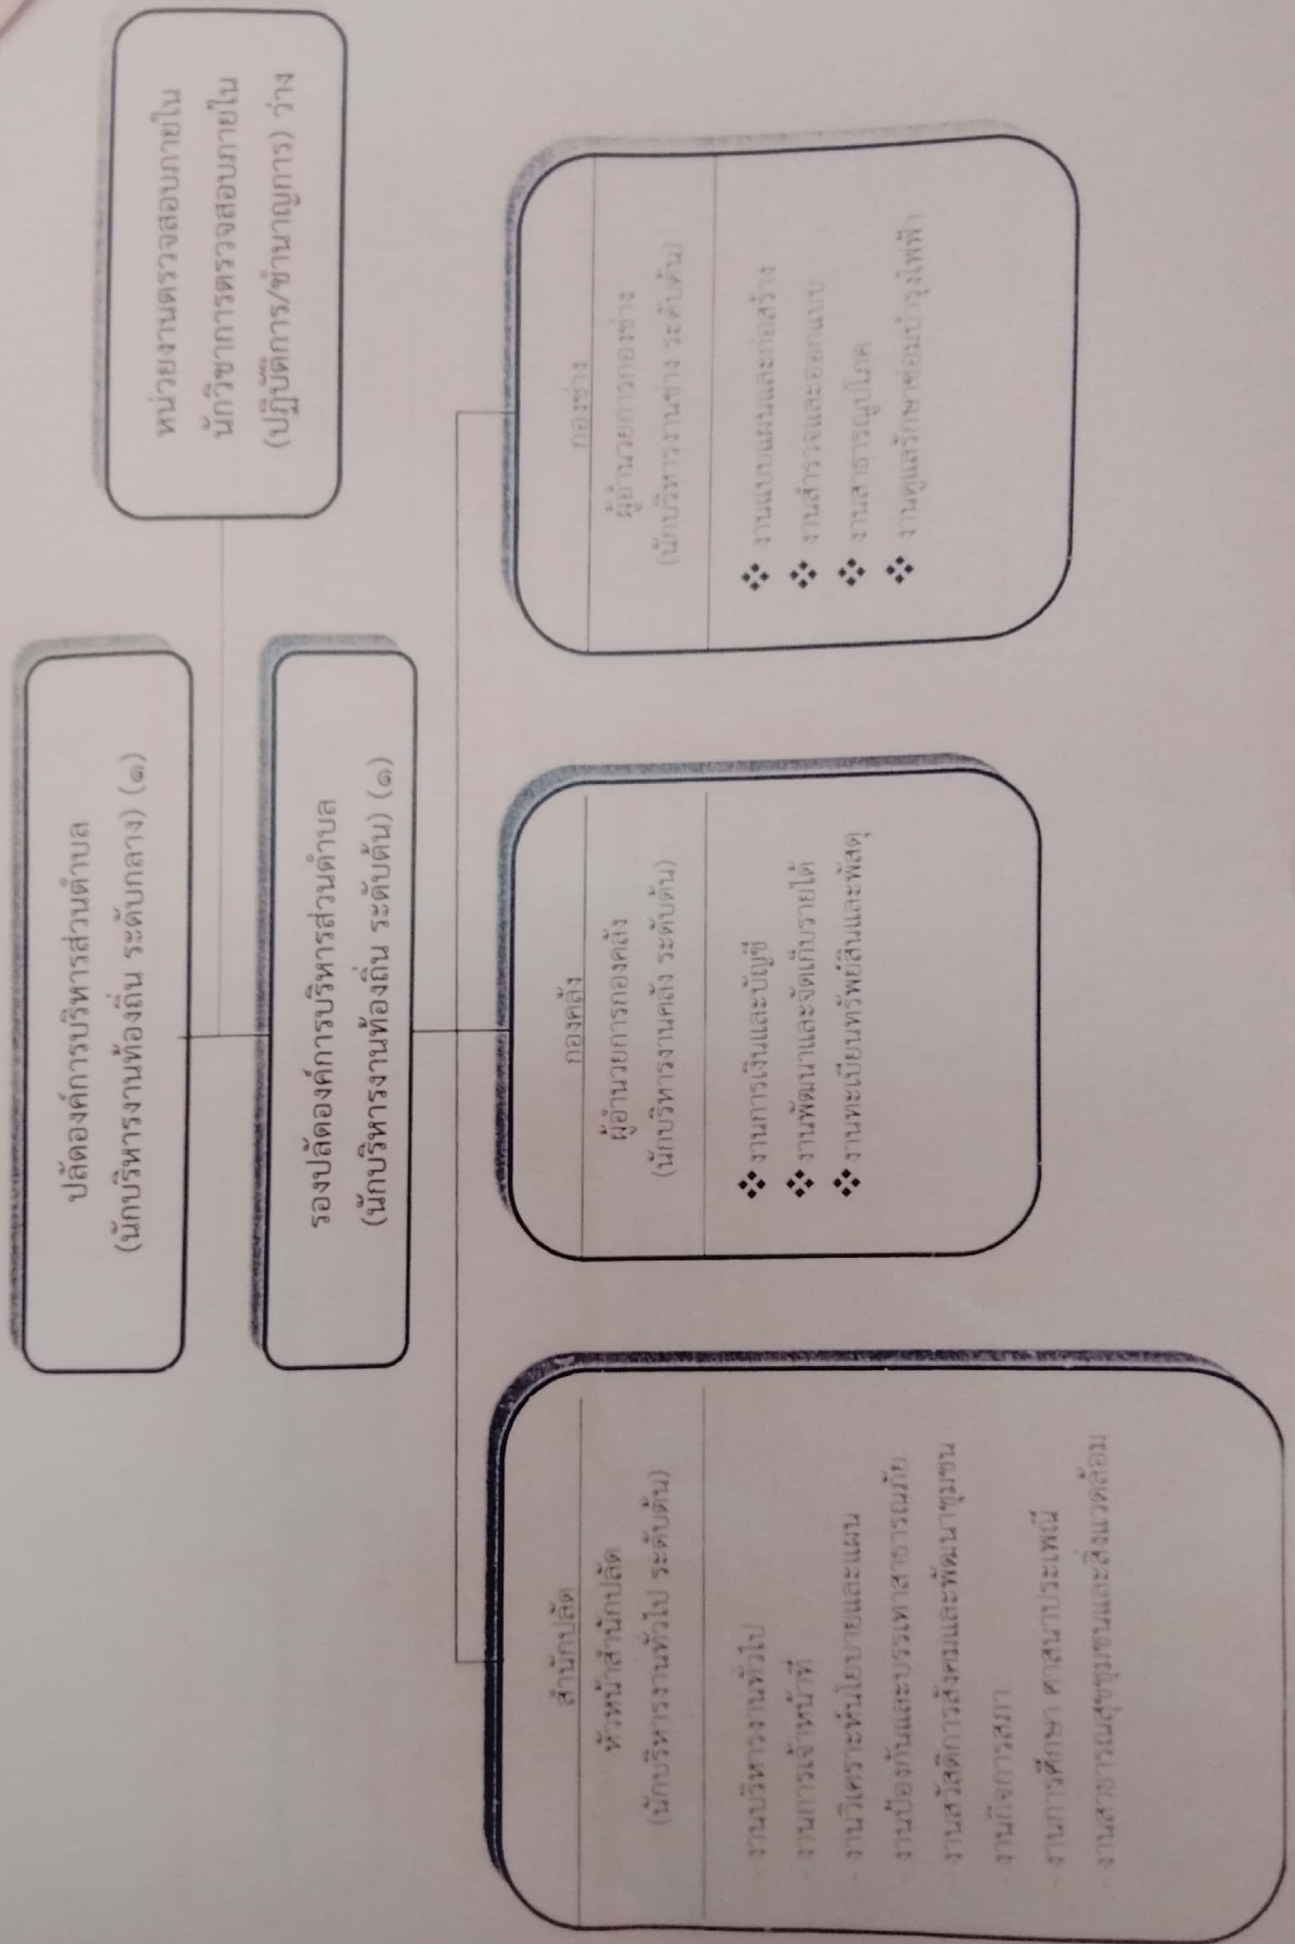 ปลัดองค์การบริหารส่วนตำบล
(นักบริหารงานท้องถิ่น ระดับกลาง) (๑)
หน่วยงานตรวจสอบภายใน
นักวิชาการตรวจสอบภายใน
(ปฏิบัติการ/ชำนาญการ) ว่าง
รองปลัดองค์การบริหารส่วนตำบล
(นักบริหารงานท้องถิ่น ระดับต้น) (๑)
สำนักปลัด
หัวหน้าสำนักปลัด
(นักบริหารงานทั่วไป ระดับต้น)
- งานบริหารงานทั่วไป
- งานการเจ้าหน้าที่
- งานวิเคราะห์นโยบายและแผน
- งานป้องกันและบรรเทาสาธารณภัย
- งานสวัสดิการสังคมและพัฒนาชุมชน
- งานกิจการสภา
- งานการศึกษา ศาสนาประเพณี
- งานสาธารณสุขชุมชนและสิ่งแวดล้อม
กองคลัง
ผู้อำนวยการกองคลัง
(นักบริหารงานคลัง ระดับต้น)
❖ งานการเงินและบัญชี
❖ งานพัฒนาและจัดเก็บรายได้
❖ งานทะเบียนทรัพย์สินและพัสดุ
กองช่าง
ผู้อำนวยการกองช่าง
(นักบริหารงานช่าง ระดับต้น)
❖ งานแบบแผนและก่อสร้าง
❖ งานสำรวจและออกแบบ
❖ งานสาธารณูปโภค
❖ งานดูแลรักษาซ่อมบำรุงไฟฟ้า